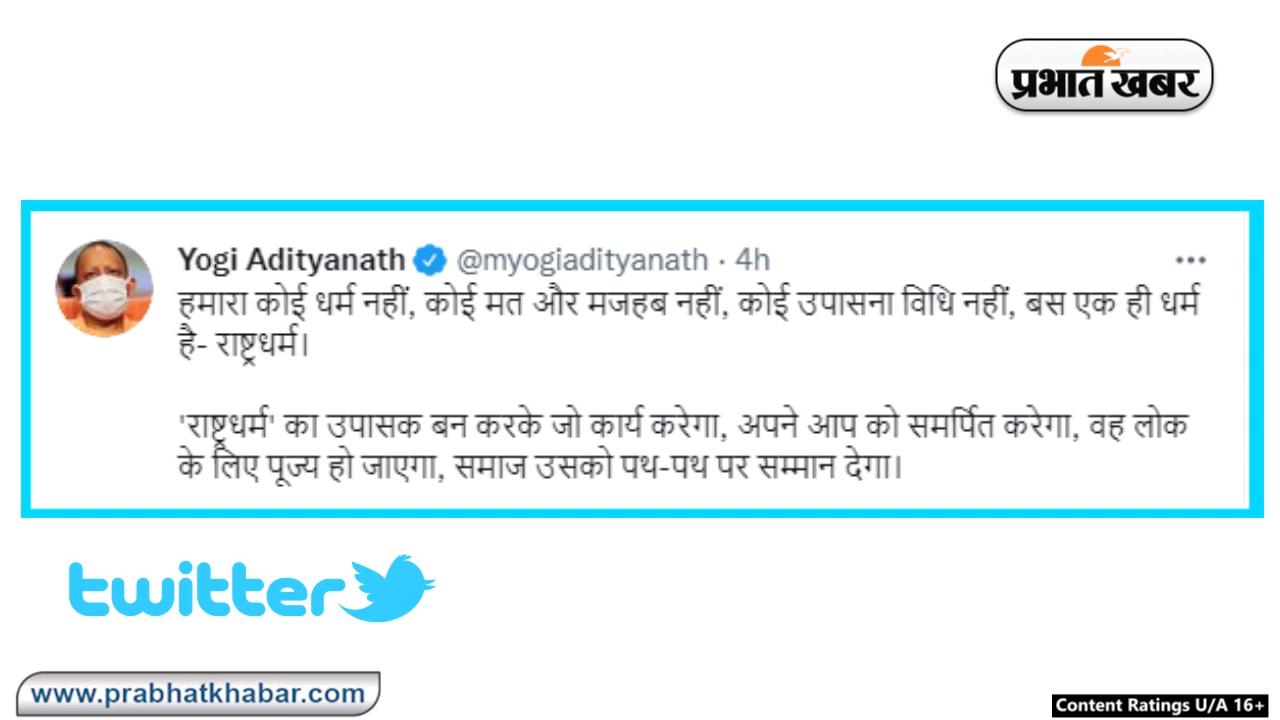 प्रभात खबर
Yogi Adityanath @myogiadityanath · 4h
हमारा कोई धर्म नहीं, कोई मत और मजहब नहीं, कोई उपासना विधि नहीं, बस एक ही धर्म
है- राष्ट्रधर्म।
'राष्ट्रधर्म' का उपासक बन करके जो कार्य करेगा, अपने आप को समर्पित करेगा, वह लोक
के लिए पूज्य हो जाएगा, समाज उसको पथ-पथ पर सम्मान देगा।
twitter
www.prabhatkhabar.com
Content Ratings U/A 16+